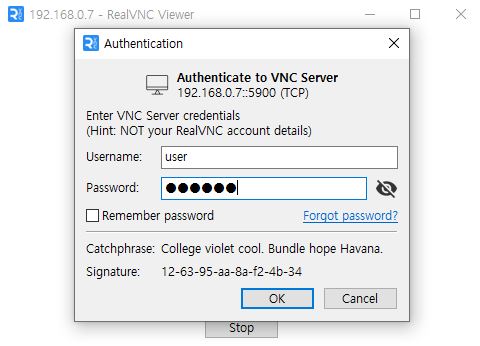 192.168.0.7 - RealVNC Viewer
Authentication
Authenticate to VNC Server
192.168.0.7::5900 (TCP)
Enter VNC Server credentials
(Hint: NOT your RealVNC account details)
Username: user
Password: ●●●●●●
Remember password Forgot password?
Catchphrase: College violet cool. Bundle hope Havana.
Signature: 12-63-95-aa-8a-f2-4b-34
OK Cancel
Stop